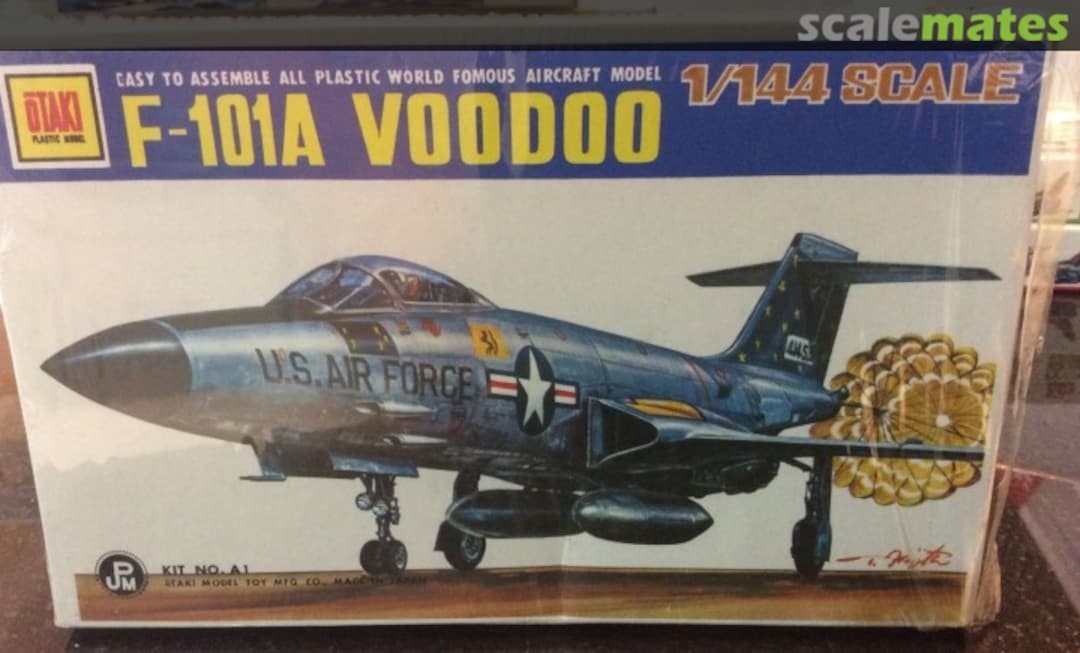 scalemates
OTAKI
PLASTIC MODEL
EASY TO ASSEMBLE ALL PLASTIC WORLD FOMOUS AIRCRAFT MODEL
F-101A VOODOO
1/144 SCALE
U.S. AIR FORCE
PJM
KIT NO. A1
OTAKI MODEL TOY MFG CO., MADE IN JAPAN